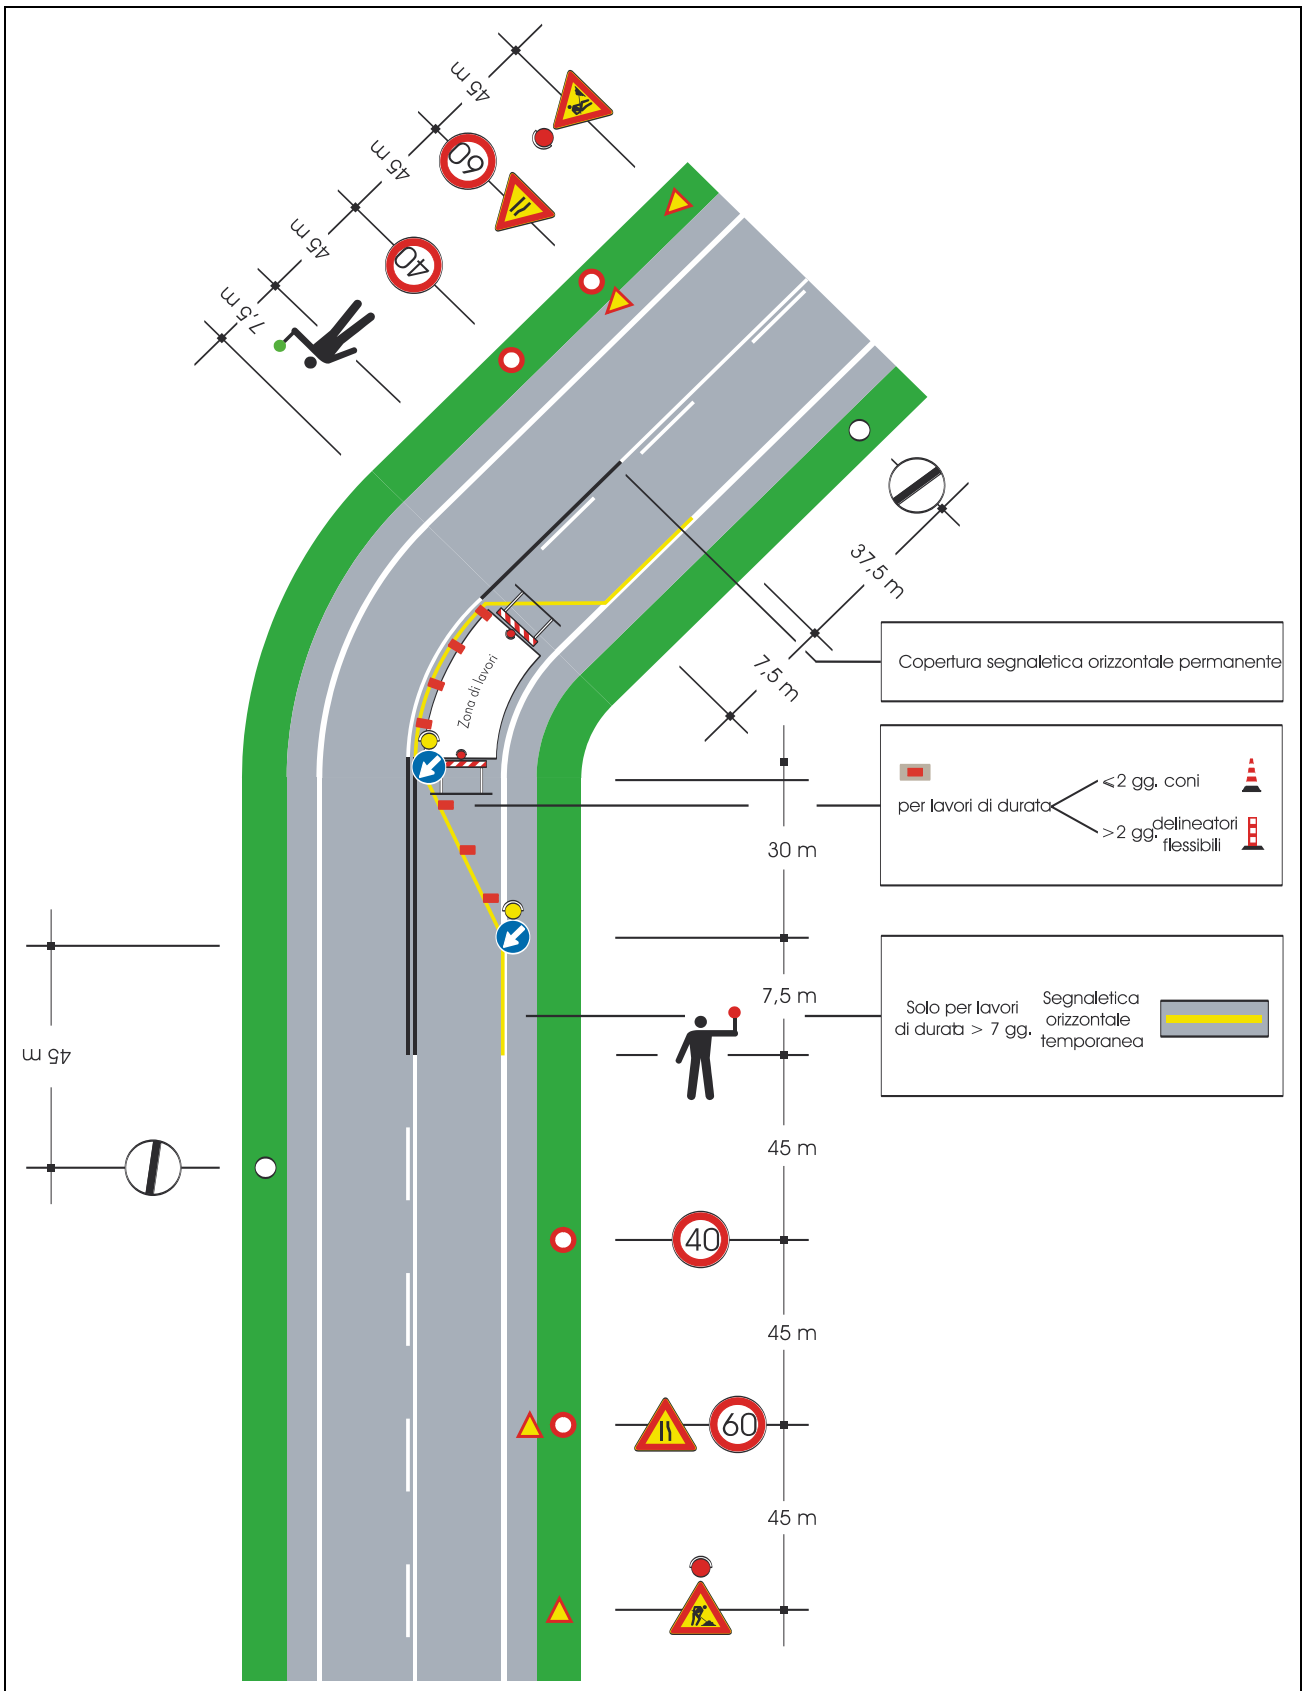 45 m
60
45 m
40
45 m
7,5 m
37,5 m
7,5 m
Copertura segnaletica orizzontale permanente
Zona di lavori
per lavori di durata
<2 gg. coni
>2 gg. delineatori
flessibili
30 m
7,5 m
Solo per lavori
di durata > 7 gg.
Segnaletica
orizzontale
temporanea
45 m
45 m
40
45 m
60
45 m